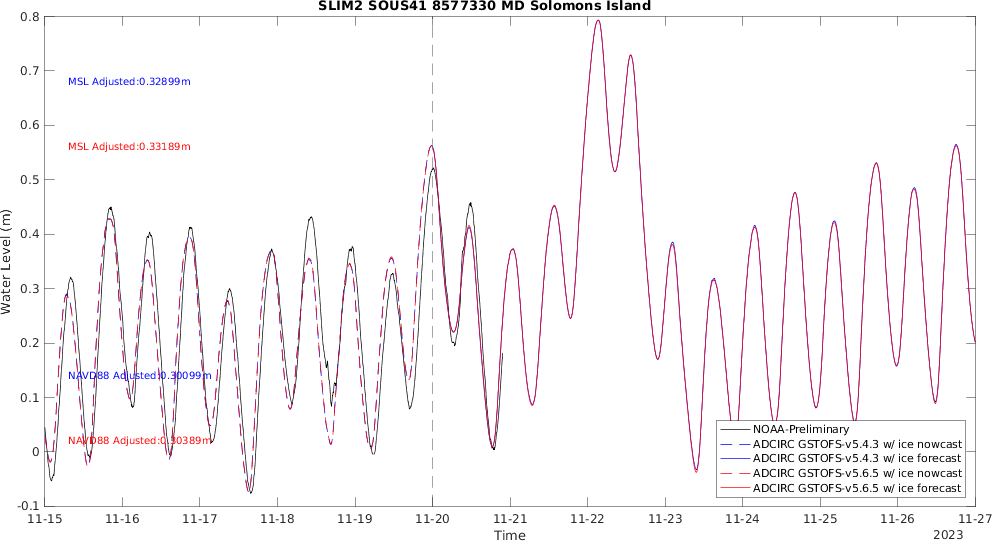 SLIM2 SOUS41 8577330 MD Solomons Island
0.8
0.7
0.6
0.5
0.4
0.3
0.2
0.1
0
-0.1
Water Level (m)
MSL Adjusted:0.32899m
MSL Adjusted:0.33189m
NAVD88 Adjusted:0.30099m
NAVD88 Adjusted:0.30389m
NOAA-Preliminary
ADCIRC GSTOFS-v5.4.3 w/ ice nowcast
ADCIRC GSTOFS-v5.4.3 w/ ice forecast
ADCIRC GSTOFS-v5.6.5 w/ ice nowcast
ADCIRC GSTOFS-v5.6.5 w/ ice forecast
11-15 11-16 11-17 11-18 11-19 11-20 11-21 11-22 11-23 11-24 11-25 11-26 11-27
Time
2023